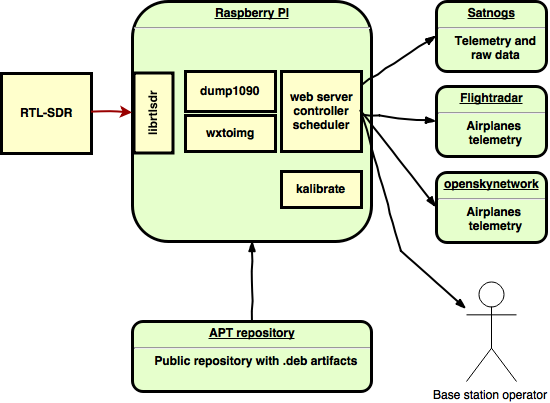 Raspberry PI
RTL-SDR
librtlsdr
dump1090
wxtoimg
web server
controller
scheduler
kalibrate
Satnogs
Telemetry and
raw data
Flightradar
Airplanes
telemetry
openskynetwork
Airplanes
telemetry
Base station operator
APT repository
Public repository with .deb artifacts